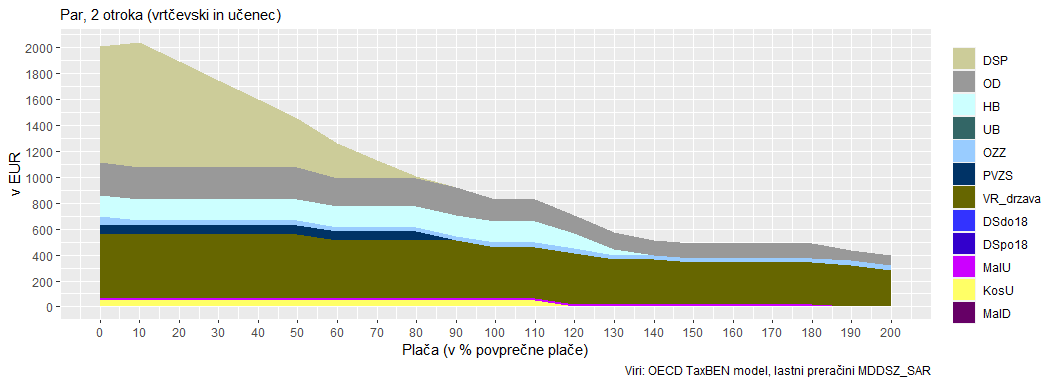 Par, 2 otroka (vrtčevski in učenec)
v EUR
2000
1800
1600
1400
1200
1000
800
600
400
200
0
0 10 20 30 40 50 60 70 80 90 100 110 120 130 140 150 160 170 180 190 200
Plača (v % povprečne plače)
DSP
OD
HB
UB
OZZ
PVZS
VR_drzava
DSdo18
DSpo18
MalU
KosU
MalD
Viri: OECD TaxBEN model, lastni preračini MDDSZ_SAR